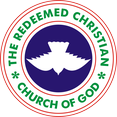 THE REDEEMED CHRISTIAN
CHURCH OF GOD